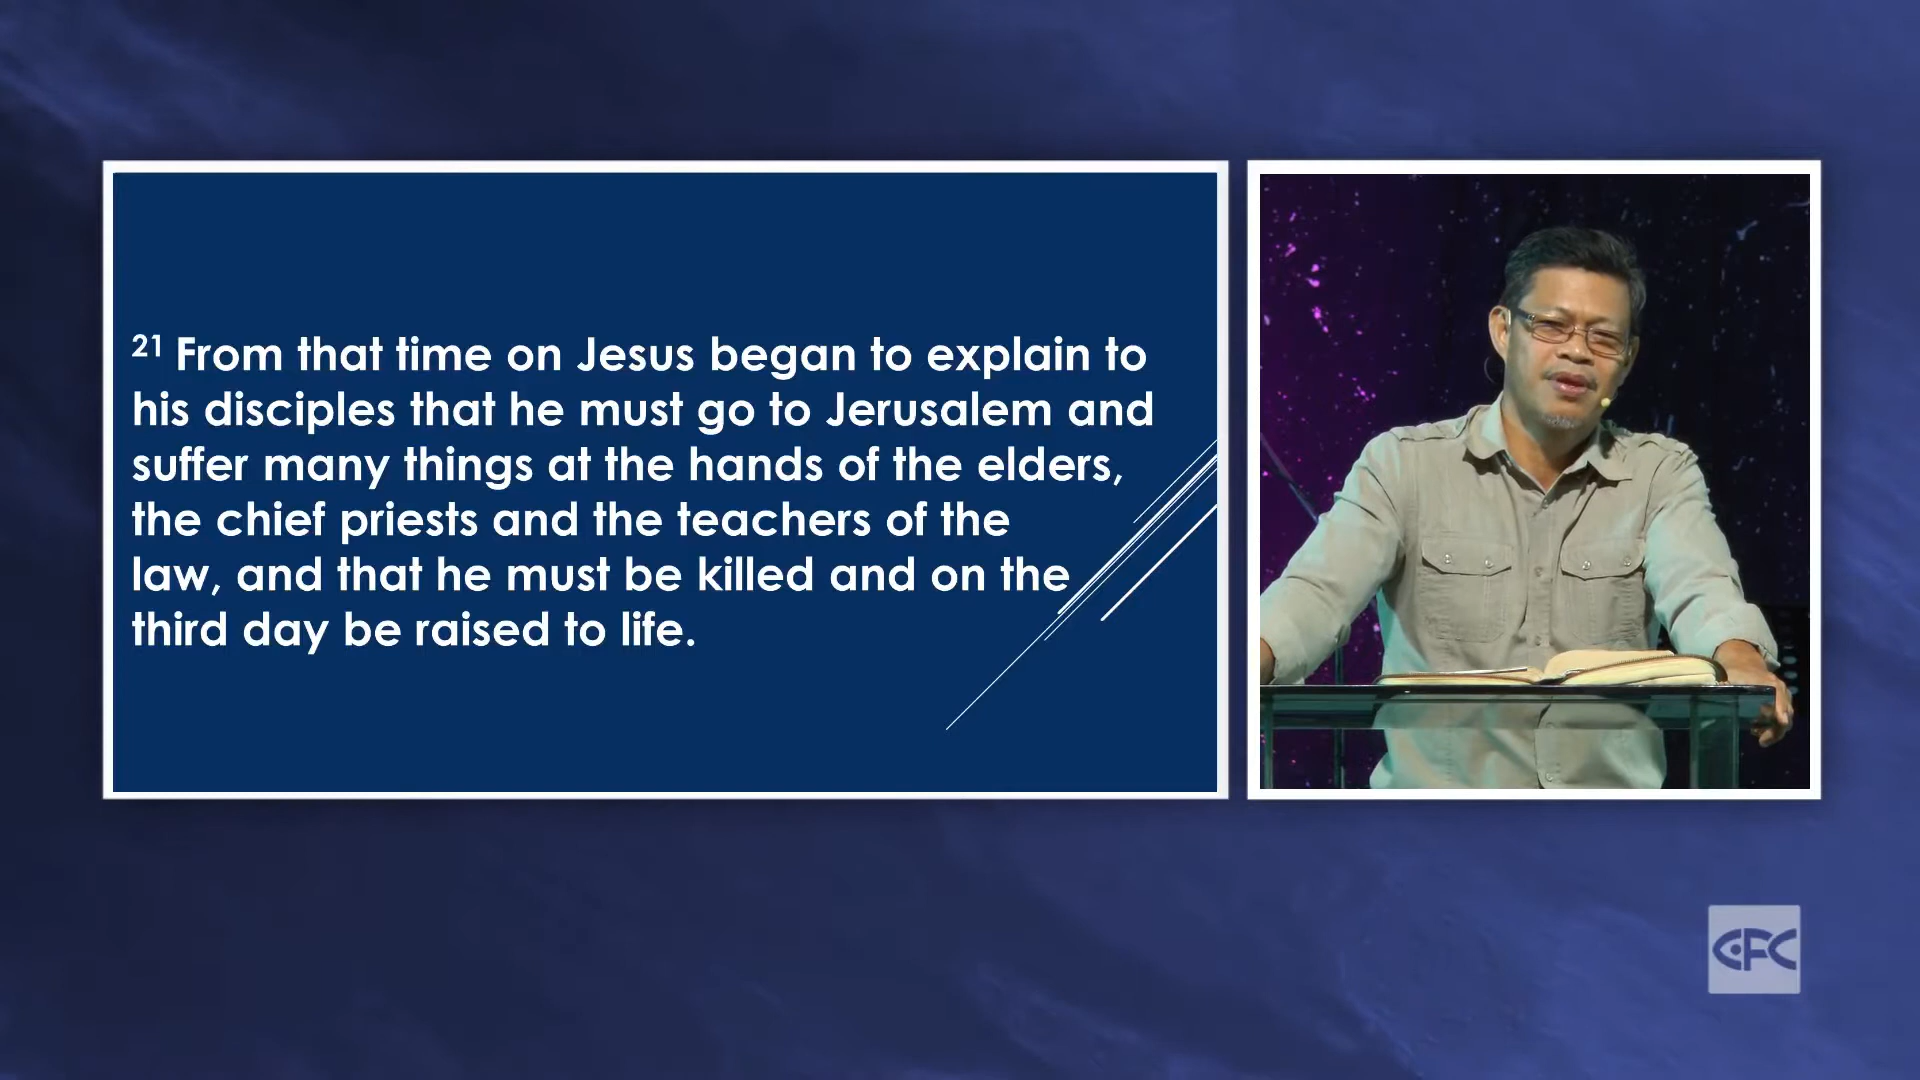 21 From that time on Jesus began to explain to
his disciples that he must go to Jerusalem and
suffer many things at the hands of the elders,
the chief priests and the teachers of the
law, and that he must be killed and on the
third day be raised to life.
CFC